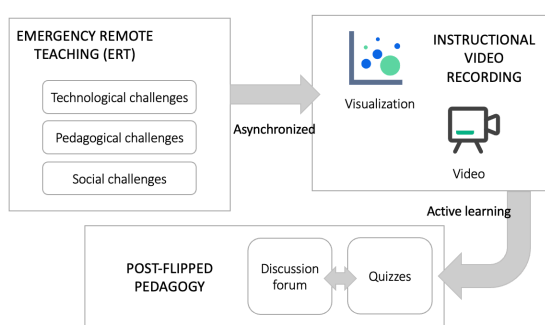 EMERGENCY REMOTE
TEACHING (ERT)
Technological challenges
Pedagogical challenges
Social challenges
Asynchronized
INSTRUCTIONAL
VIDEO
RECORDING
Visualization
Video
Active learning
POST-FLIPPED
PEDAGOGY
Discussion
forum
Quizzes